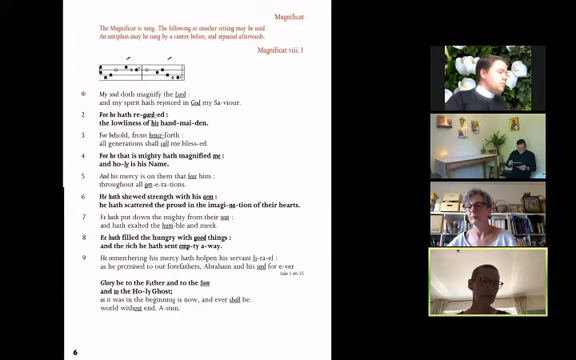 Magnificat
The Magnificat is sung. The following or another setting may be used.
An antiphon may be sung by a cantor before, and repeated afterwards.
Magnificat viii. 1
✠ My soul doth magnify the Lord :
and my spirit hath rejoiced in God my Sa-viour.
2 For he hath re-gard-ed:
the lowliness of his hand-mai-den.
3 For behold, from hence-forth :
all generations shall call me bless-ed.
4 For he that is mighty hath magnified me :
and ho-ly is his Name.
5 And his mercy is on them that fear him :
throughout all gen-e-ra-tions.
6 He hath shewed strength with his arm :
he hath scattered the proud in the imagi-na-tion of their hearts.
7 He hath put down the mighty from their seat :
and hath exalted the hum-ble and meek.
8 He hath filled the hungry with good things :
and the rich he hath sent emp-ty a-way.
9 He remembering his mercy hath holpen his servant Is-ra-el :
as he promised to our forefathers, Abraham and his seed for e-ver
Luke 1 46-55
Glory be to the Father and to the Son
and to the Ho-ly Ghost;
as it was in the beginning is now, and ever shall be:
world without end. A-men.
6